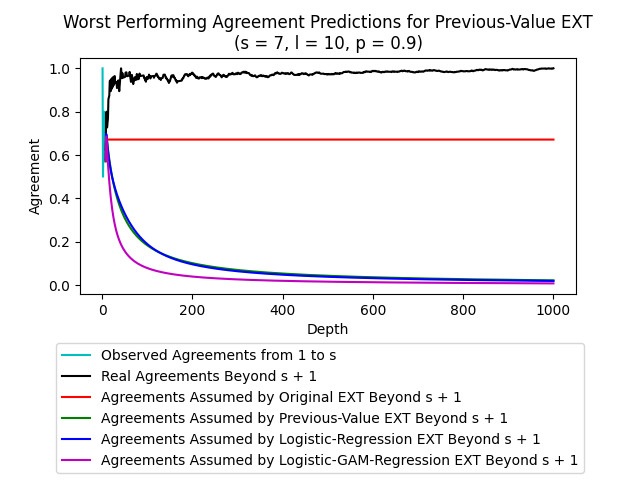 Worst Performing Agreement Predictions for Previous-Value EXT
(s = 7, l = 10, p = 0.9)
1.0
0.8
0.6
0.4
0.2
0.0
Agreement
0 200 400 600 800 1000
Depth
Observed Agreements from 1 to s
Real Agreements Beyond s + 1
Agreements Assumed by Original EXT Beyond s + 1
Agreements Assumed by Previous-Value EXT Beyond s + 1
Agreements Assumed by Logistic-Regression EXT Beyond s + 1
Agreements Assumed by Logistic-GAM-Regression EXT Beyond s + 1